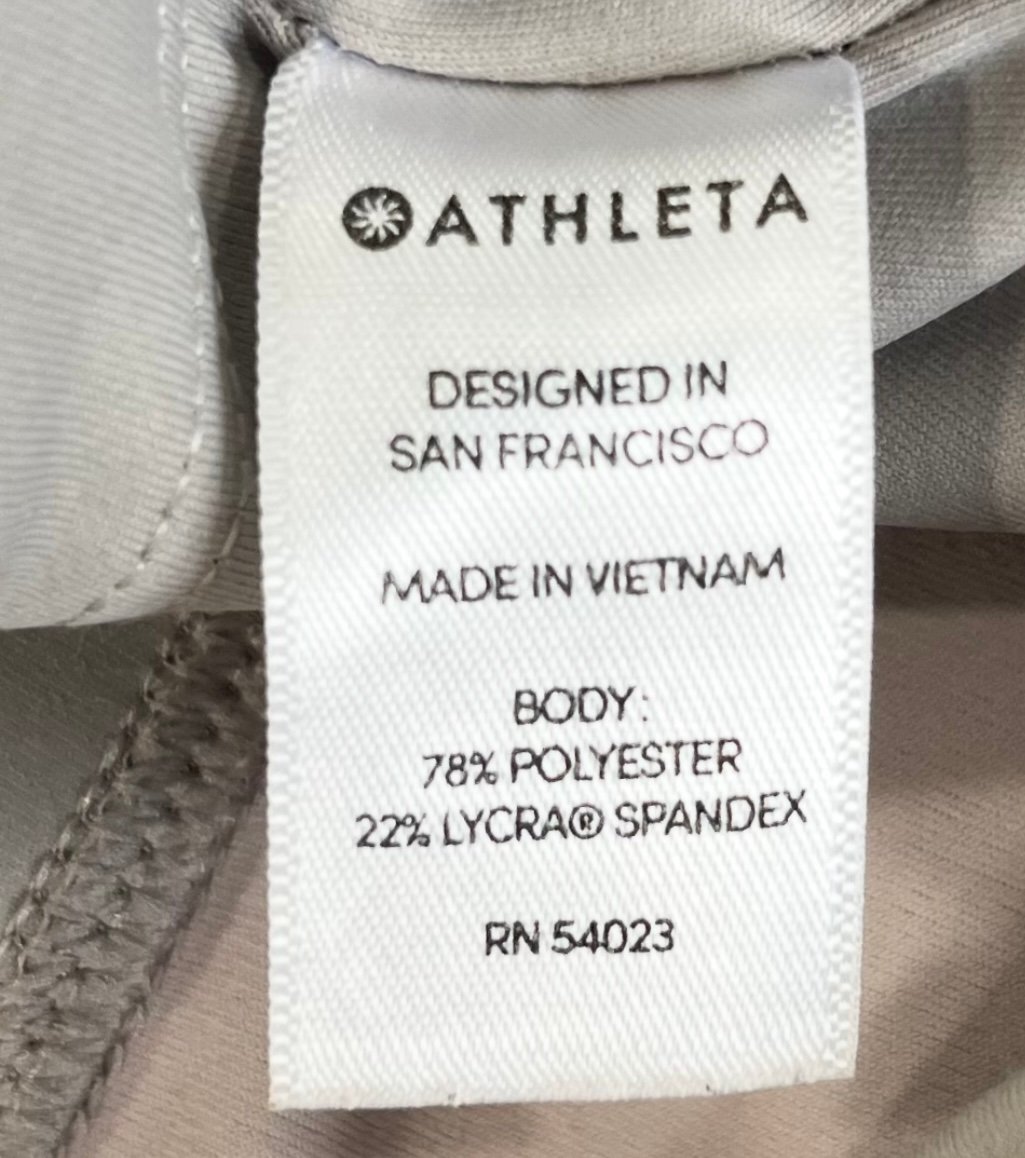 ATHLETA
DESIGNED IN
SAN FRANCISCO
MADE IN VIETNAM
BODY:
78% POLYESTER
22% LYCRA® SPANDEX
RN 54023